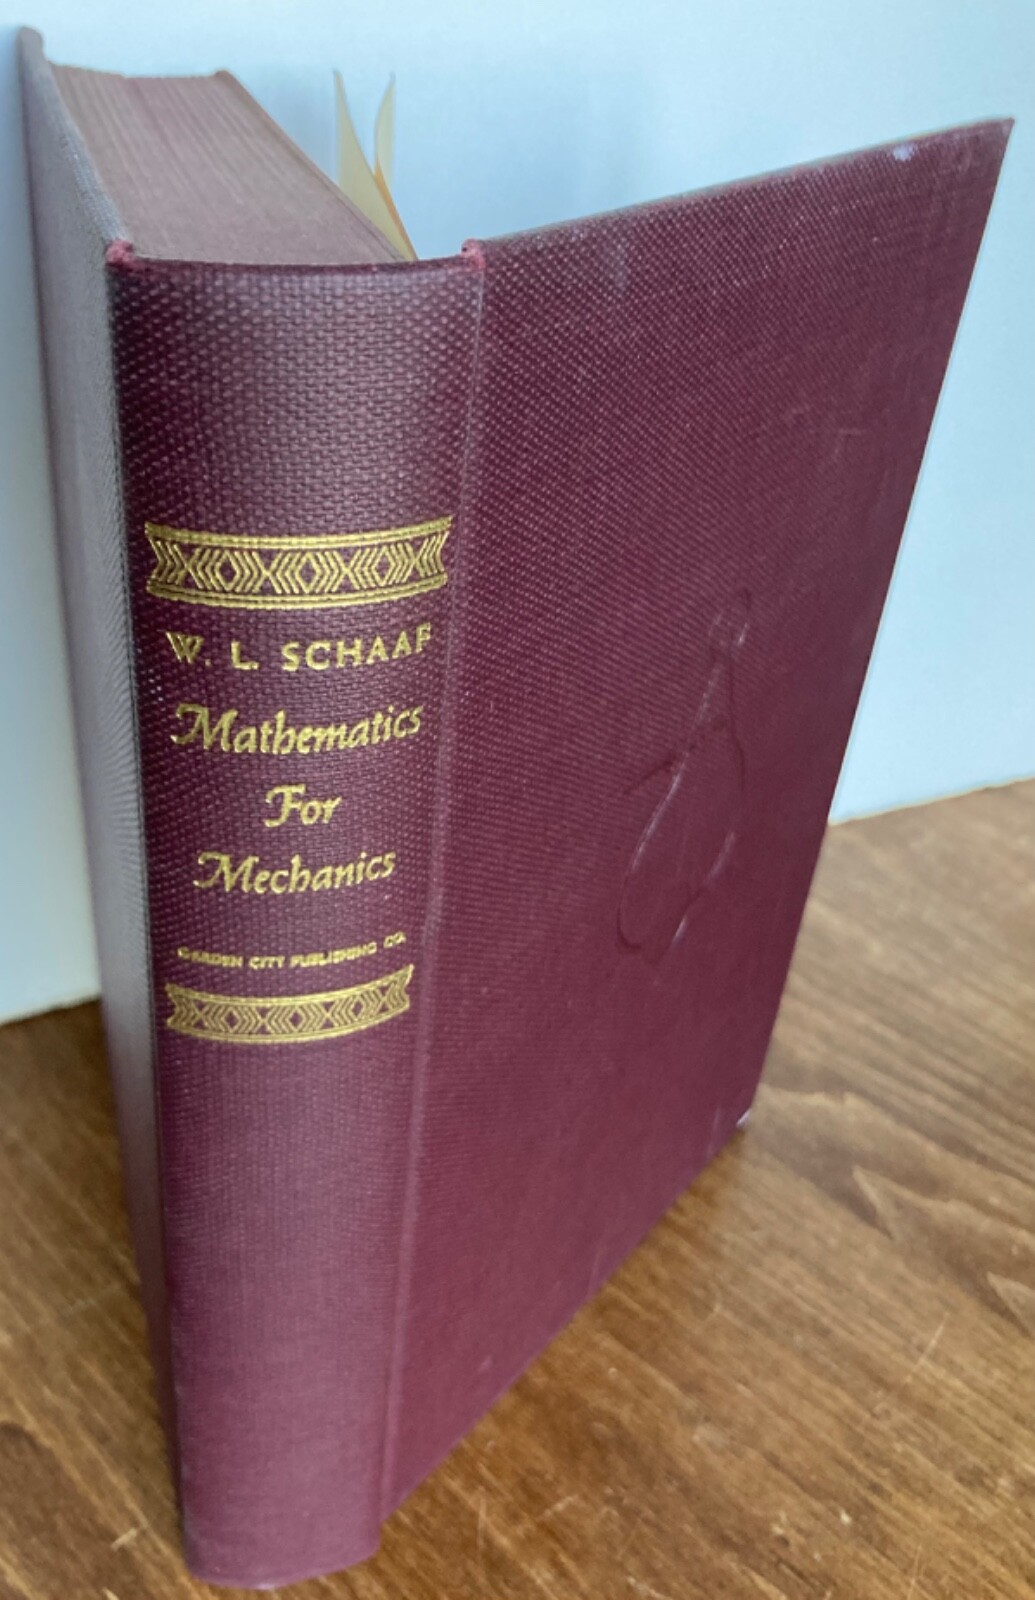 W. L. SCHAAF
Mathematics
For
Mechanics
GARDEN CITY PUBLISHING CO.